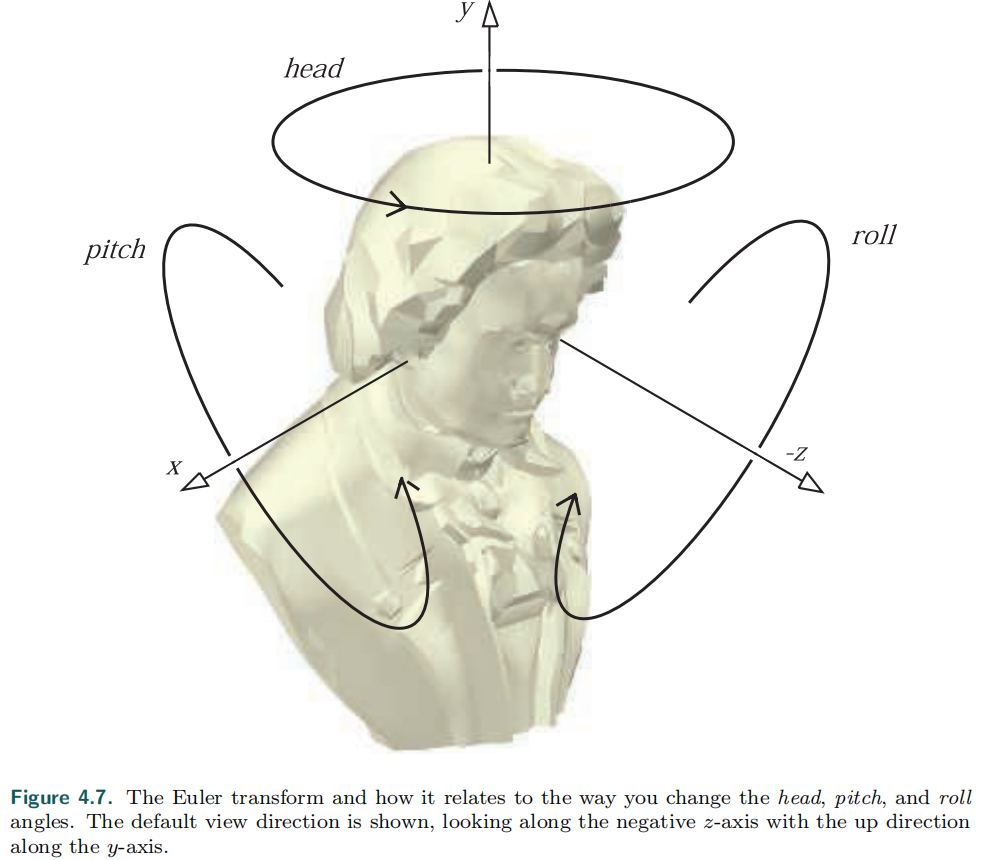 y
head
pitch
roll
x
-z
Figure 4.7. The Euler transform and how it relates to the way you change the head, pitch, and roll
angles. The default view direction is shown, looking along the negative z-axis with the up direction
along the y-axis.